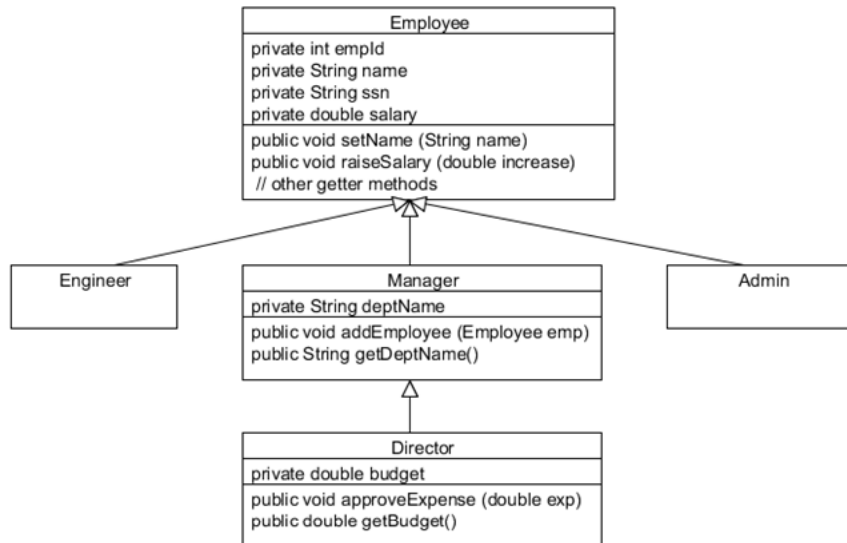 Employee
private int empId
private String name
private String ssn
private double salary
public void setName (String name)
public void raiseSalary (double increase)
// other getter methods
Engineer
Manager
private String deptName
public void addEmployee (Employee emp)
public String getDeptName()
Admin
Director
private double budget
public void approveExpense (double exp)
public double getBudget()